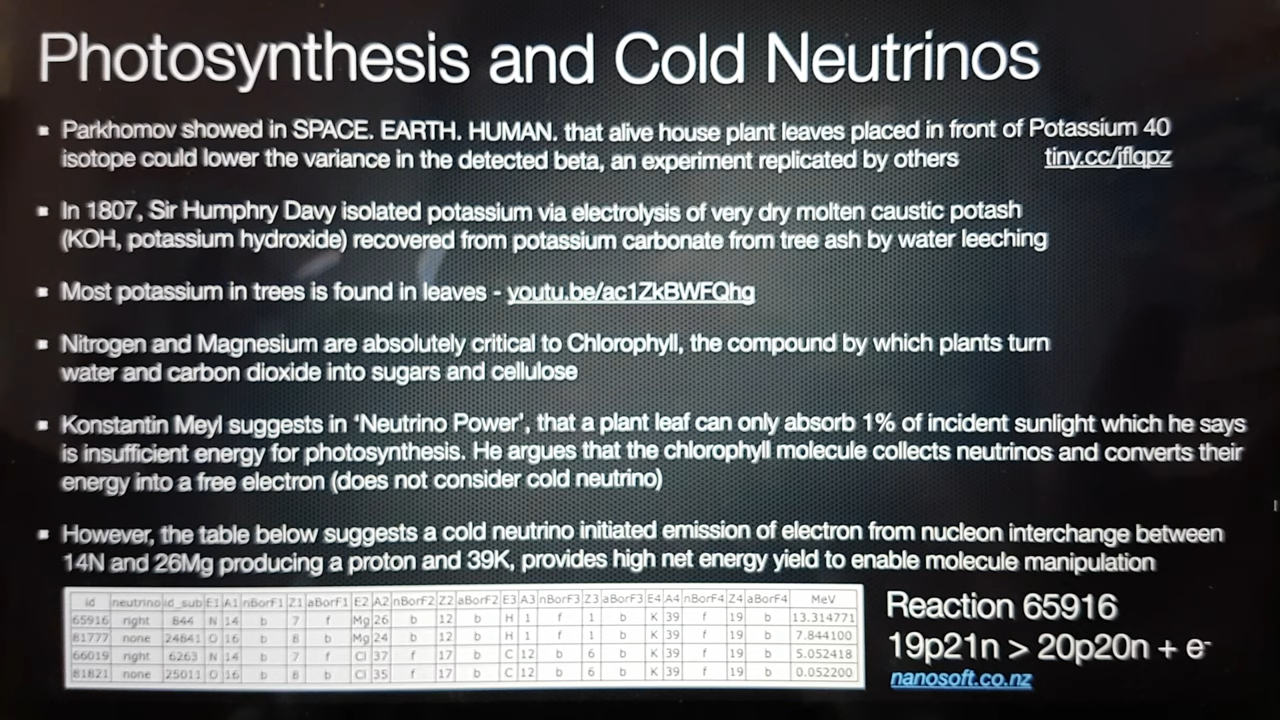 Photosynthesis and Cold Neutrinos
▪ Parkhomov showed in SPACE. EARTH. HUMAN. that alive house plant leaves placed in front of Potassium 40
isotope could lower the variance in the detected beta, an experiment replicated by others tiny.cc/jflqpz
▪ In 1807, Sir Humphry Davy isolated potassium via electrolysis of very dry molten caustic potash
(KOH, potassium hydroxide) recovered from potassium carbonate from tree ash by water leeching
▪ Most potassium in trees is found in leaves - youtu.be/ac1ZkBWFQhg
▪ Nitrogen and Magnesium are absolutely critical to Chlorophyll, the compound by which plants turn
water and carbon dioxide into sugars and cellulose
▪ Konstantin Meyl suggests in ‘Neutrino Power’, that a plant leaf can only absorb 1% of incident sunlight which he says
is insufficient energy for photosynthesis. He argues that the chlorophyll molecule collects neutrinos and converts their
energy into a free electron (does not consider cold neutrino)
▪ However, the table below suggests a cold neutrino initiated emission of electron from nucleon interchange between
14N and 26Mg producing a proton and 39K, provides high net energy yield to enable molecule manipulation
id neutrino id_sub E1 A1 nBorF1 Z1 aBorF1 E2 A2 nBorF2 Z2 aBorF2 E3 A3 nBorF3 Z3 aBorF3 E4 A4 nBorF4 Z4 aBorF4 MeV
65916 right 844 N 14 b 7 f Mg 26 b 12 b H 1 f 1 b K 39 f 19 b 13.314771
81777 none 24841 O 16 b 8 b Mg 24 b 12 b H 1 f 1 b K 39 f 19 b 7.844100
66019 right 6263 N 14 b 7 f Cl 37 f 17 b C 12 b 6 b K 39 f 19 b 5.052418
81821 none 25011 O 16 b 8 b Cl 35 f 17 b C 12 b 6 b K 39 f 19 b 0.052200
Reaction 65916
19p21n > 20p20n + e-
nanosoft.co.nz